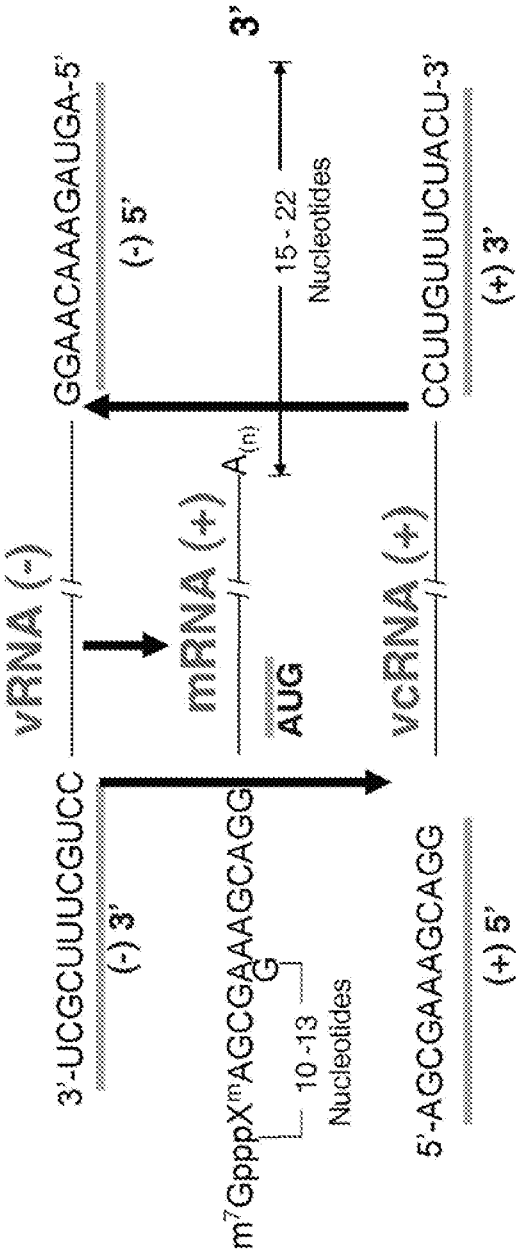 vRNA (-)
3'-UCGCUUUCGUCC
GGAACAAAGAUGA-5'
(-) 3'
(-) 5'
mRNA (+)
m⁷GpppXᵐAGCGAAAGCAGG
A₍ₙ₎
3'
G
10 -13
Nucleotides
AUG
15 - 22
Nucleotides
vcRNA (+)
5'-AGCGAAAGCAGG
CCUUGUUUCUACU-3'
(+) 5'
(+) 3'